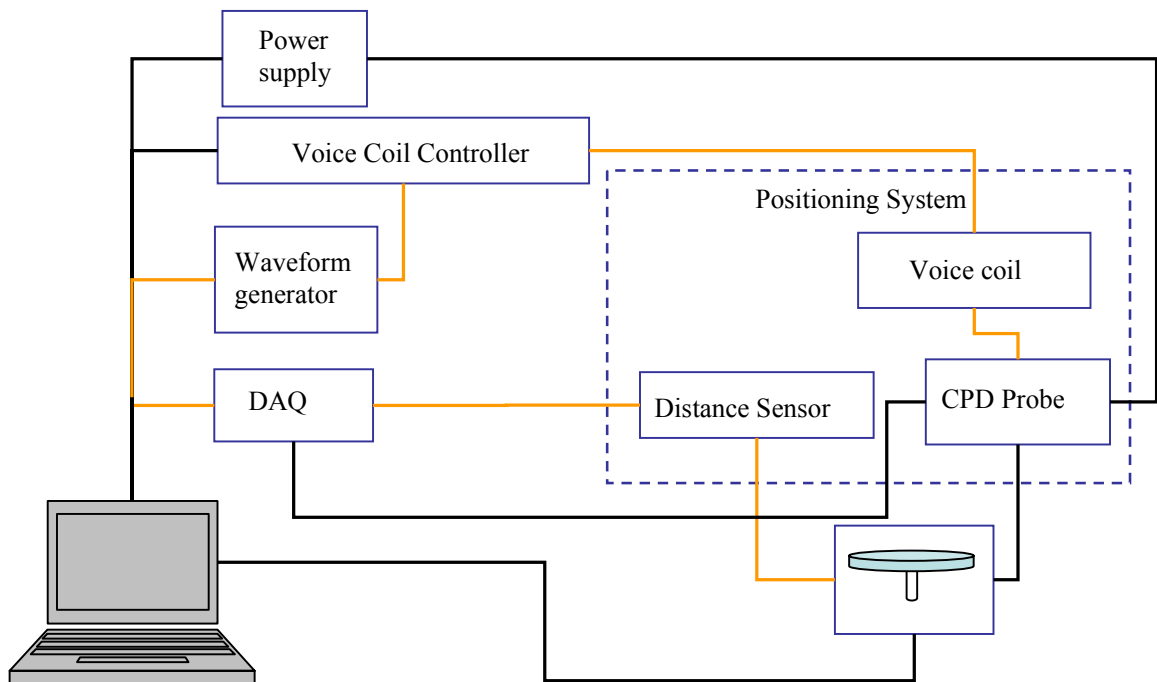 Power
supply
Voice Coil Controller
Positioning System
Waveform
generator
Voice coil
DAQ
Distance Sensor
CPD Probe